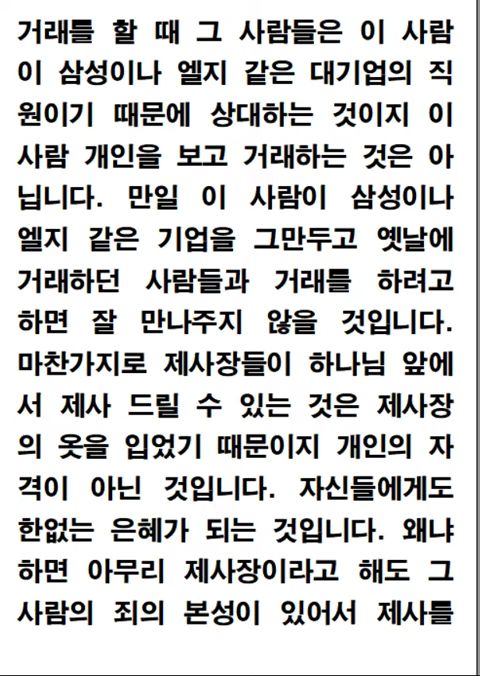 거래를 할 때 그 사람들은 이 사람
이 삼성이나 엘지 같은 대기업의 직
원이기 때문에 상대하는 것이지 이
사람 개인을 보고 거래하는 것은 아
닙니다. 만일 이 사람이 삼성이나
엘지 같은 기업을 그만두고 옛날에
거래하던 사람들과 거래를 하려고
하면 잘 만나주지 않을 것입니다.
마찬가지로 제사장들이 하나님 앞에
서 제사 드릴 수 있는 것은 제사장
의 옷을 입었기 때문이지 개인의 자
격이 아닌 것입니다. 자신들에게도
한없는 은혜가 되는 것입니다. 왜냐
하면 아무리 제사장이라고 해도 그
사람의 죄의 본성이 있어서 제사를